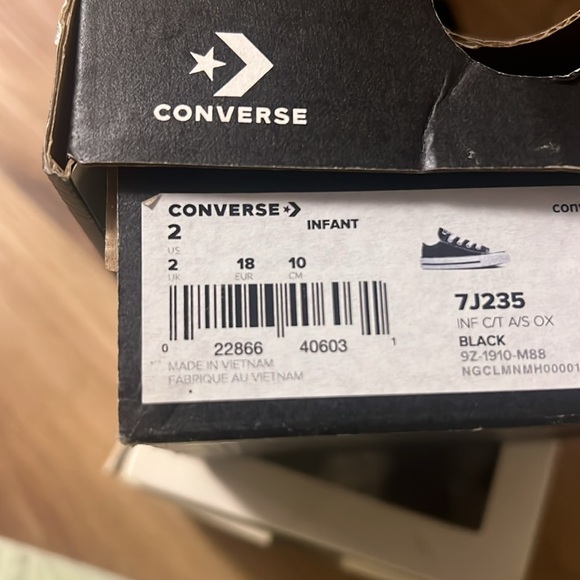 CONVERSE
CONVERSE
2 INFANT
US
2 18 10
UK EUR CM
7J235
INF C/T A/S OX
BLACK
9Z-1910-M88
NGCLMNMH00001
0 22866 40603 1
MADE IN VIETNAM
FABRIQUE AU VIETNAM